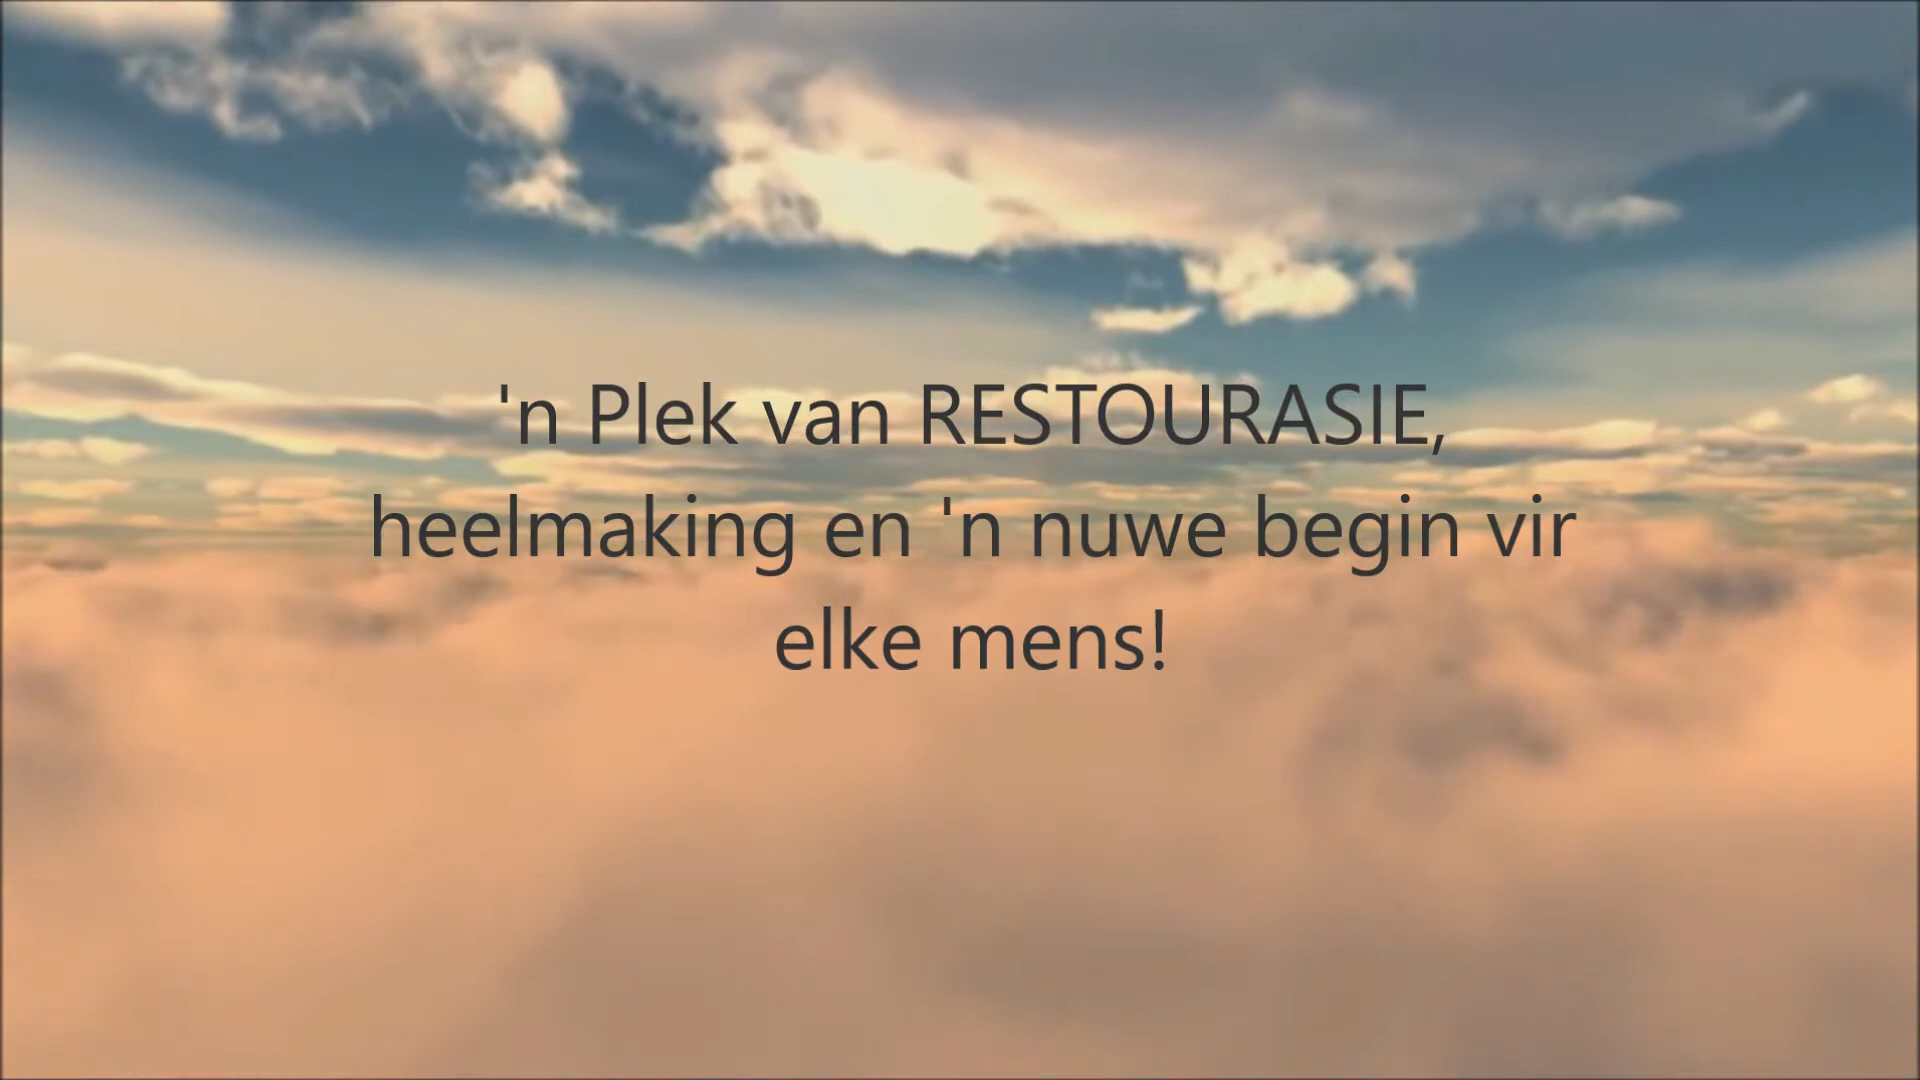 'n Plek van RESTOURASIE,
heelmaking en 'n nuwe begin vir
elke mens!